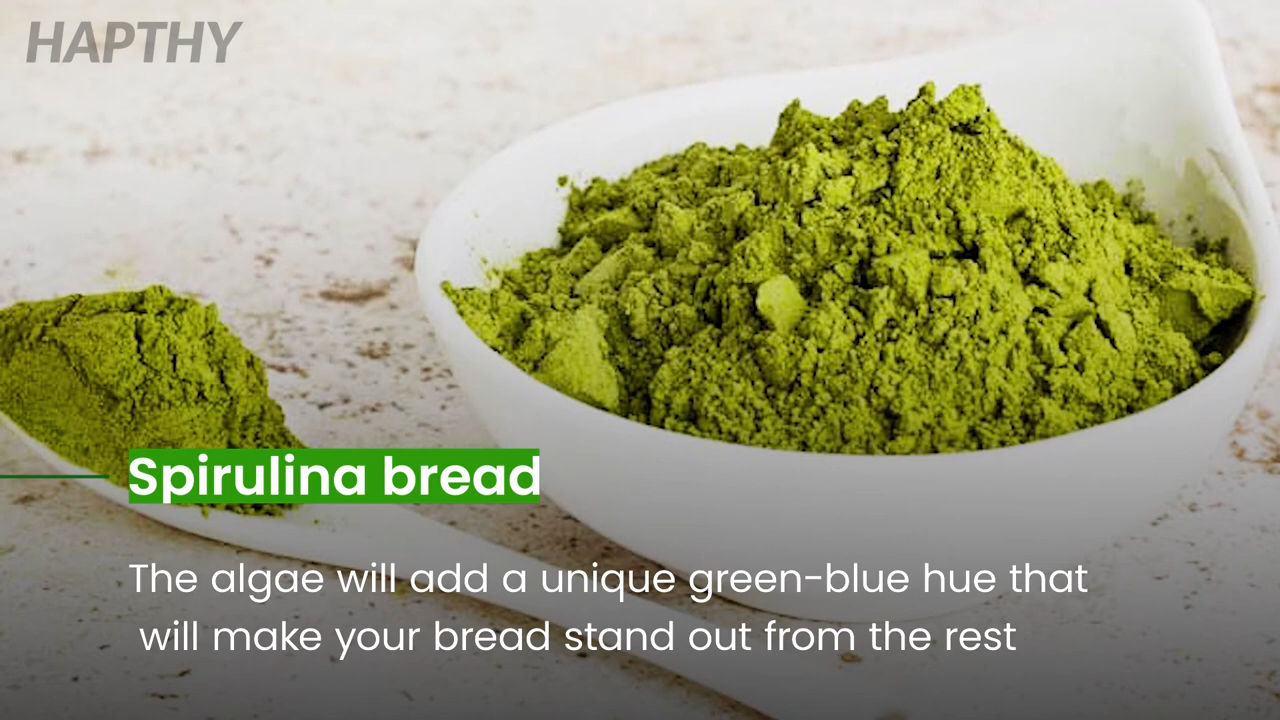 HAPTHY
Spirulina bread
The algae will add a unique green-blue hue that
will make your bread stand out from the rest